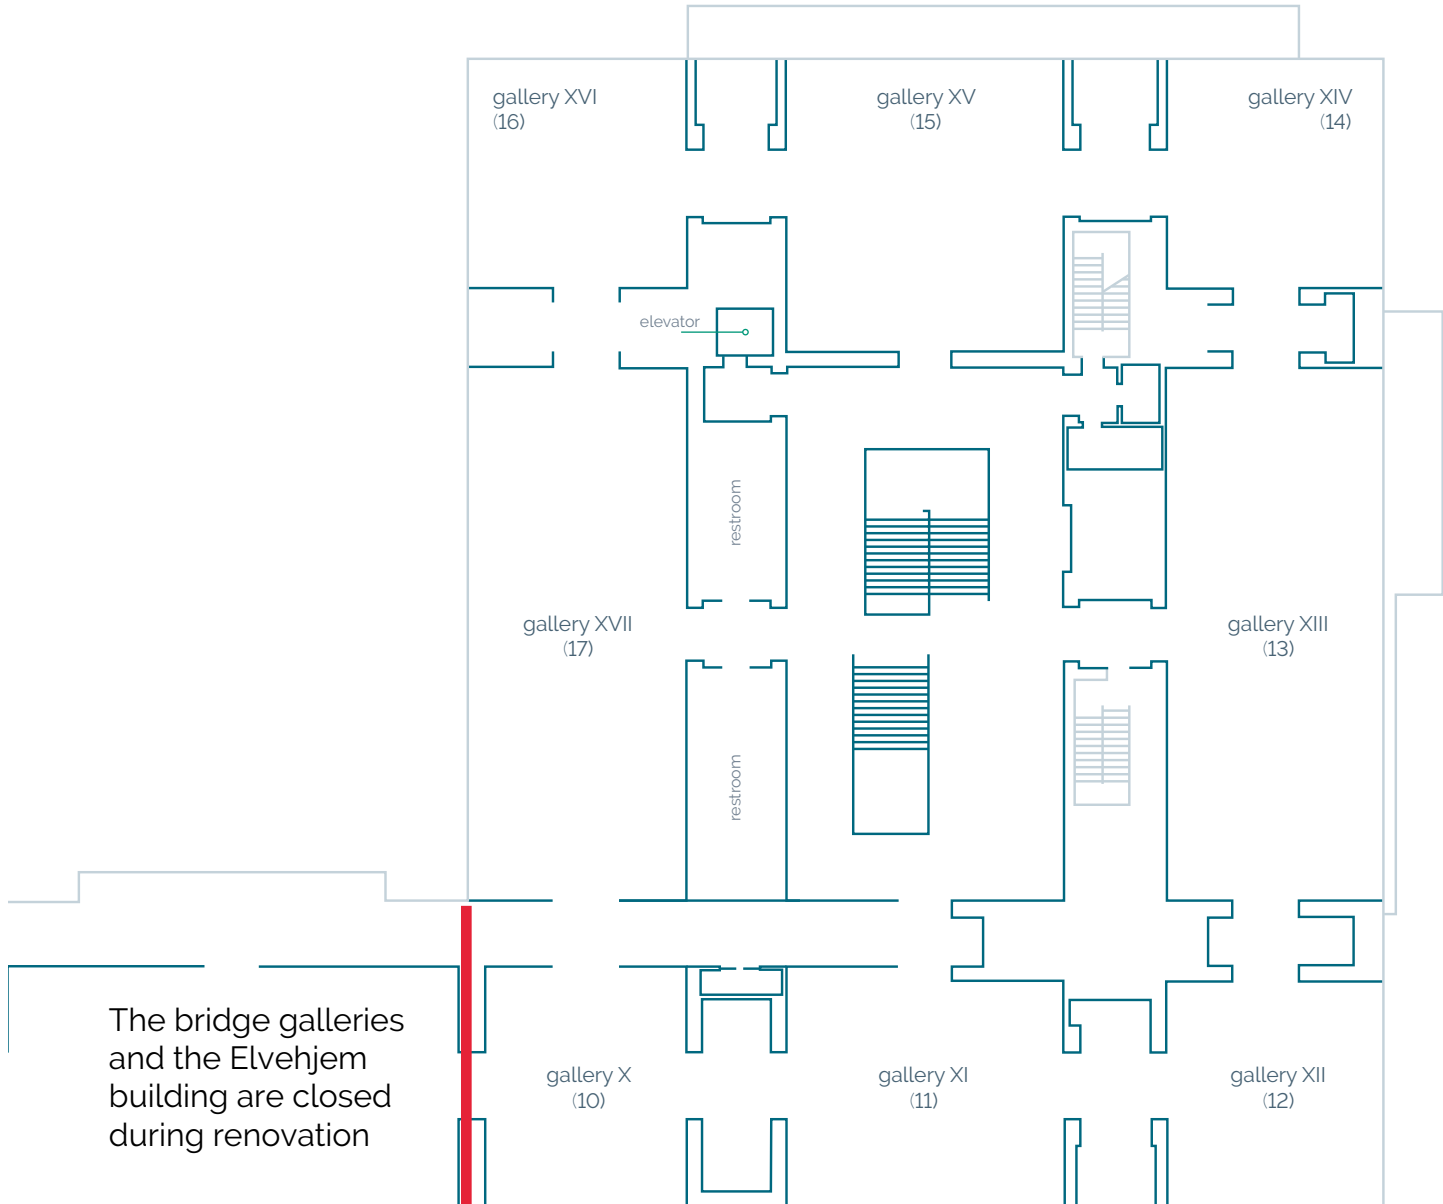 gallery XVI
(16)
gallery XV
(15)
gallery XIV
(14)
elevator
restroom
gallery XVII
(17)
gallery XIII
(13)
restroom
The bridge galleries
and the Elvehjem
building are closed
during renovation
gallery X
(10)
gallery XI
(11)
gallery XII
(12)